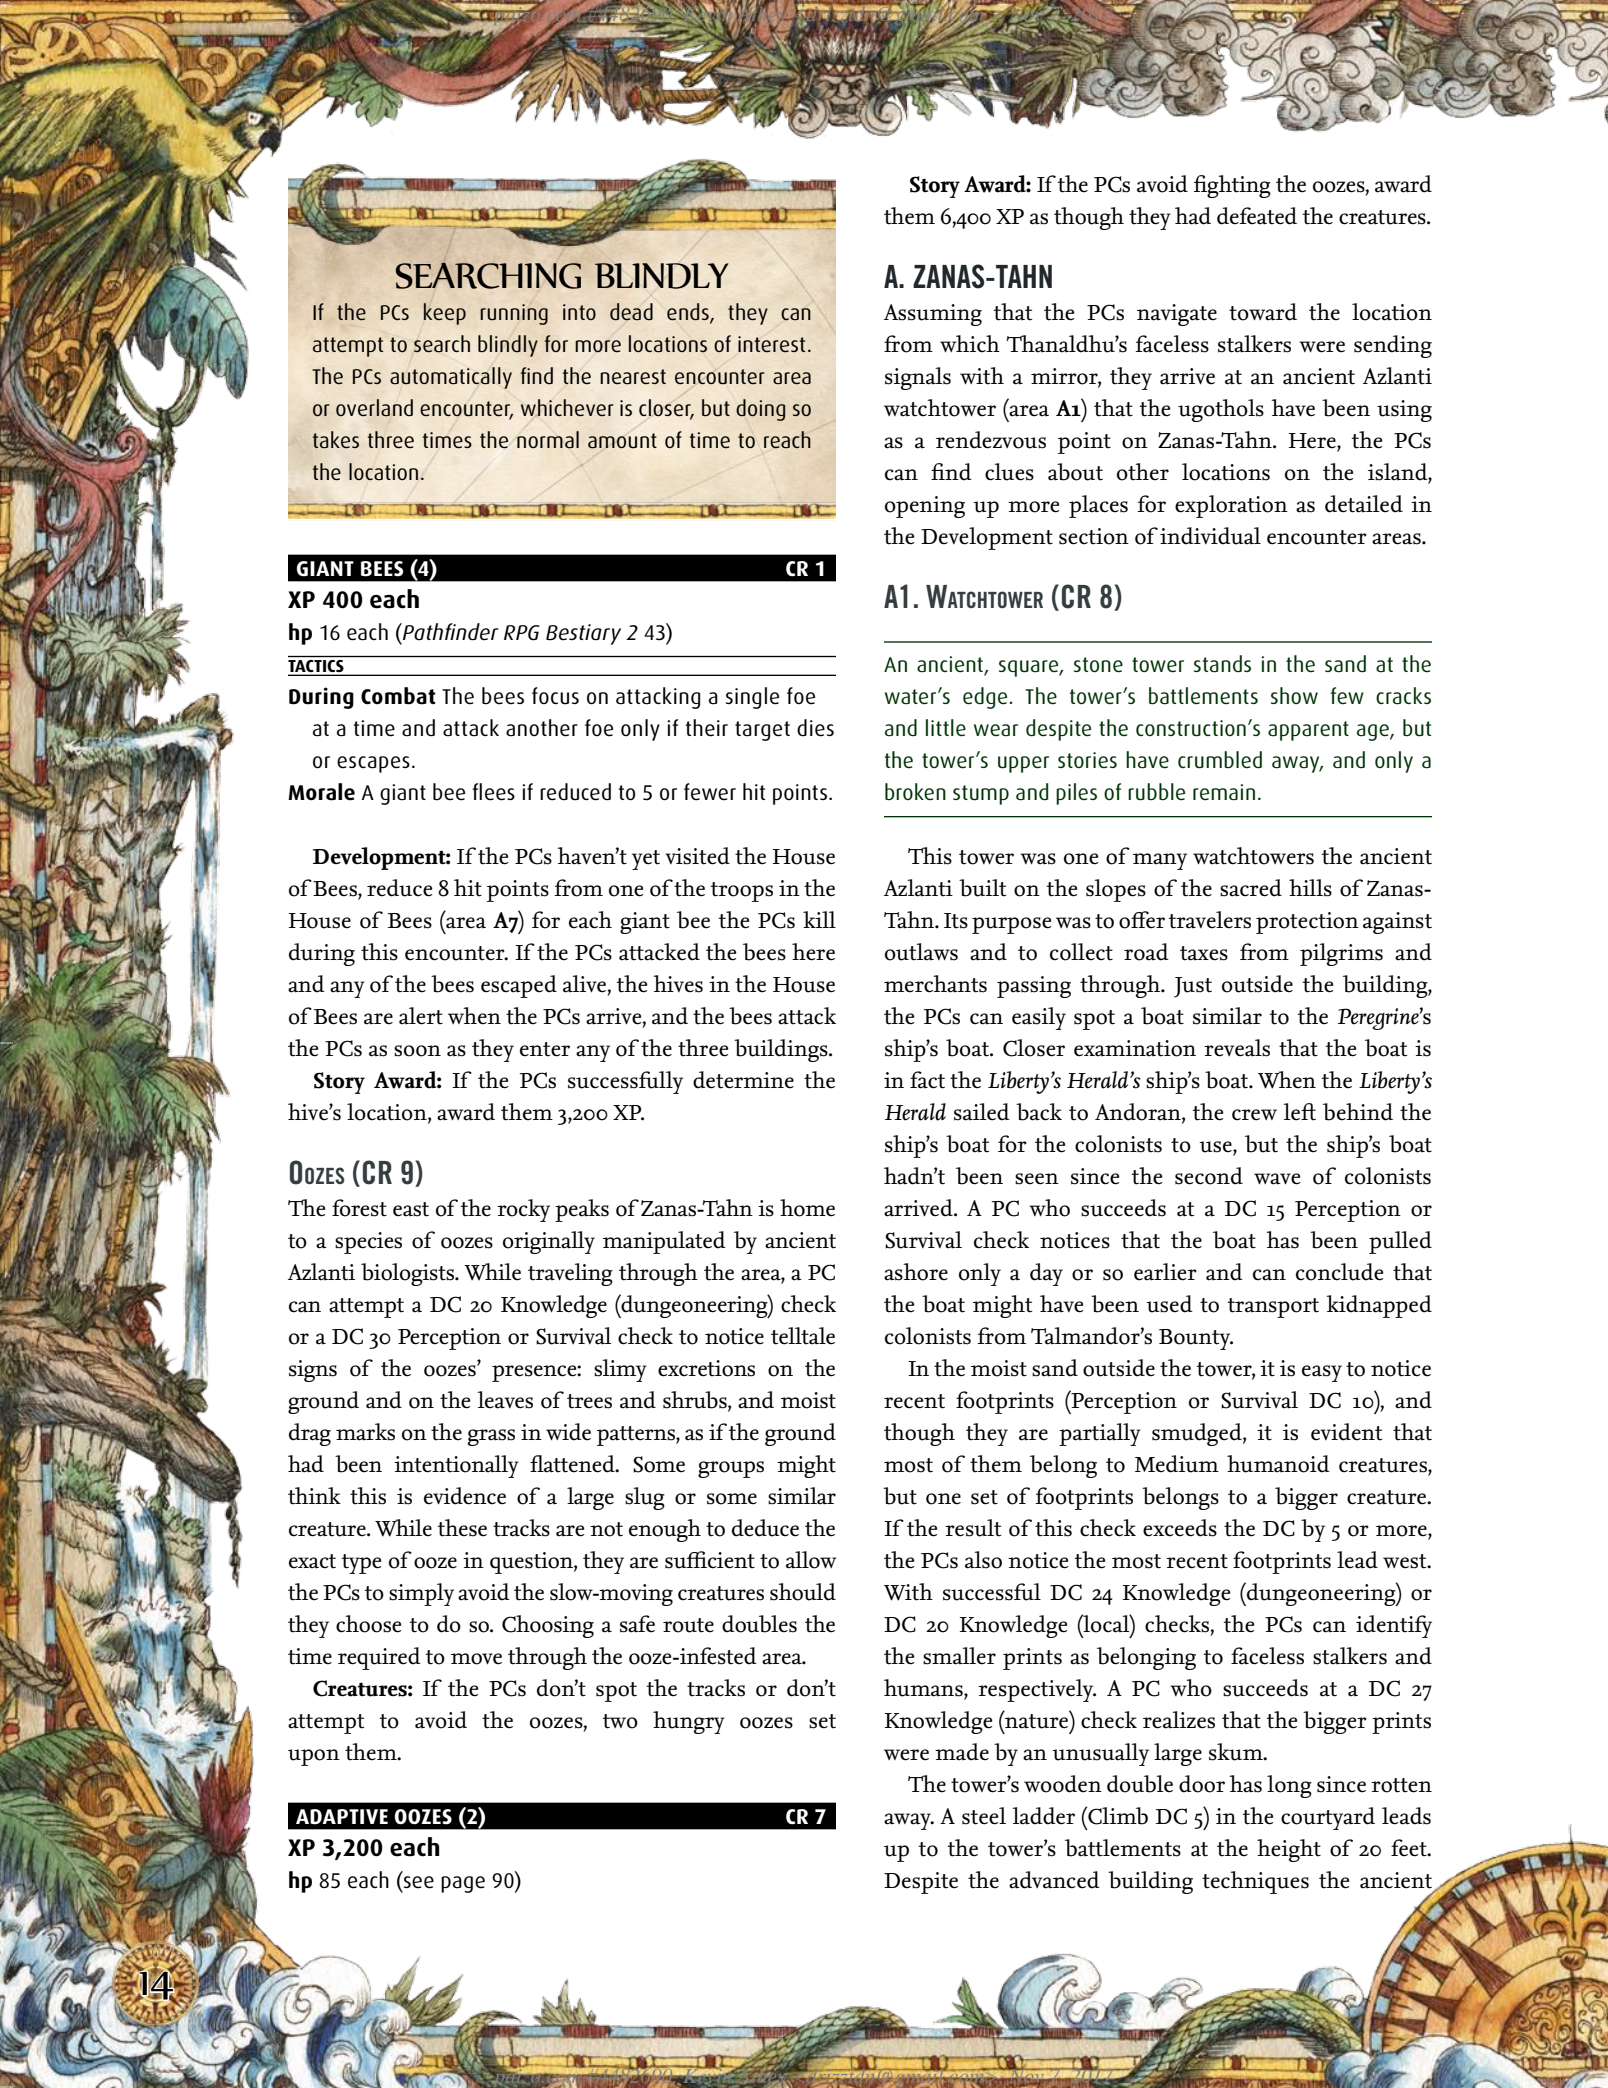 SEARCHING BLINDLY
If the PCs keep running into dead ends, they can
attempt to search blindly for more locations of interest.
The PCs automatically find the nearest encounter area
or overland encounter, whichever is closer, but doing so
takes three times the normal amount of time to reach
the location.
GIANT BEES (4) CR 1
XP 400 each
hp 16 each (Pathfinder RPG Bestiary 2 43)
TACTICS
During Combat The bees focus on attacking a single foe
at a time and attack another foe only if their target dies
or escapes.
Morale A giant bee flees if reduced to 5 or fewer hit points.
Development: If the PCs haven't yet visited the House
of Bees, reduce 8 hit points from one of the troops in the
House of Bees (area A7) for each giant bee the PCs kill
during this encounter. If the PCs attacked the bees here
and any of the bees escaped alive, the hives in the House
of Bees are alert when the PCs arrive, and the bees attack
the PCs as soon as they enter any of the three buildings.
Story Award: If the PCs successfully determine the
hive's location, award them 3,200 XP.
OOZES (CR 9)
The forest east of the rocky peaks of Zanas-Tahn is home
to a species of oozes originally manipulated by ancient
Azlanti biologists. While traveling through the area, a PC
can attempt a DC 20 Knowledge (dungeoneering) check
or a DC 30 Perception or Survival check to notice telltale
signs of the oozes' presence: slimy excretions on the
ground and on the leaves of trees and shrubs, and moist
drag marks on the grass in wide patterns, as if the ground
had been intentionally flattened. Some groups might
think this is evidence of a large slug or some similar
creature. While these tracks are not enough to deduce the
exact type of ooze in question, they are sufficient to allow
the PCs to simply avoid the slow-moving creatures should
they choose to do so. Choosing a safe route doubles the
time required to move through the ooze-infested area.
Creatures: If the PCs don't spot the tracks or don't
attempt to avoid the oozes, two hungry oozes set
upon them.
ADAPTIVE OOZES (2) CR 7
XP 3,200 each
hp 85 each (see page 90)
Story Award: If the PCs avoid fighting the oozes, award
them 6,400 XP as though they had defeated the creatures.
A. ZANAS-TAHN
Assuming that the PCs navigate toward the location
from which Thanaldhu's faceless stalkers were sending
signals with a mirror, they arrive at an ancient Azlanti
watchtower (area A1) that the ugothols have been using
as a rendezvous point on Zanas-Tahn. Here, the PCs
can find clues about other locations on the island,
opening up more places for exploration as detailed in
the Development section of individual encounter areas.
A1. WATCHTOWER (CR 8)
An ancient, square, stone tower stands in the sand at the
water's edge. The tower's battlements show few cracks
and little wear despite the construction's apparent age, but
the tower's upper stories have crumbled away, and only a
broken stump and piles of rubble remain.
This tower was one of many watchtowers the ancient
Azlanti built on the slopes of the sacred hills of Zanas-
Tahn. Its purpose was to offer travelers protection against
outlaws and to collect road taxes from pilgrims and
merchants passing through. Just outside the building,
the PCs can easily spot a boat similar to the Peregrine's
ship's boat. Closer examination reveals that the boat is
in fact the Liberty's Herald's ship's boat. When the Liberty's
Herald sailed back to Andoran, the crew left behind the
ship's boat for the colonists to use, but the ship's boat
hadn't been seen since the second wave of colonists
arrived. A PC who succeeds at a DC 15 Perception or
Survival check notices that the boat has been pulled
ashore only a day or so earlier and can conclude that
the boat might have been used to transport kidnapped
colonists from Talmandor's Bounty.
In the moist sand outside the tower, it is easy to notice
recent footprints (Perception or Survival DC 10), and
though they are partially smudged, it is evident that
most of them belong to Medium humanoid creatures,
but one set of footprints belongs to a bigger creature.
If the result of this check exceeds the DC by 5 or more,
the PCs also notice the most recent footprints lead west.
With successful DC 24 Knowledge (dungeoneering) or
DC 20 Knowledge (local) checks, the PCs can identify
the smaller prints as belonging to faceless stalkers and
humans, respectively. A PC who succeeds at a DC 27
Knowledge (nature) check realizes that the bigger prints
were made by an unusually large skum.
The tower's wooden double door has long since rotten
away. A steel ladder (Climb DC 5) in the courtyard leads
up to the tower's battlements at the height of 20 feet.
Despite the advanced building techniques the ancient
14